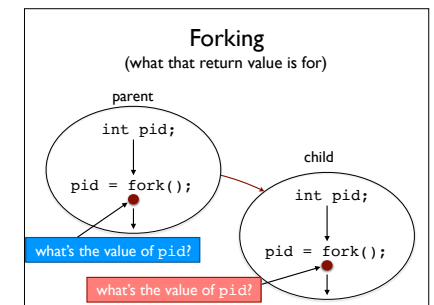 Forking
(what that return value is for)
parent
int pid;
pid = fork();
what's the value of pid?
child
int pid;
pid = fork();
what's the value of pid?